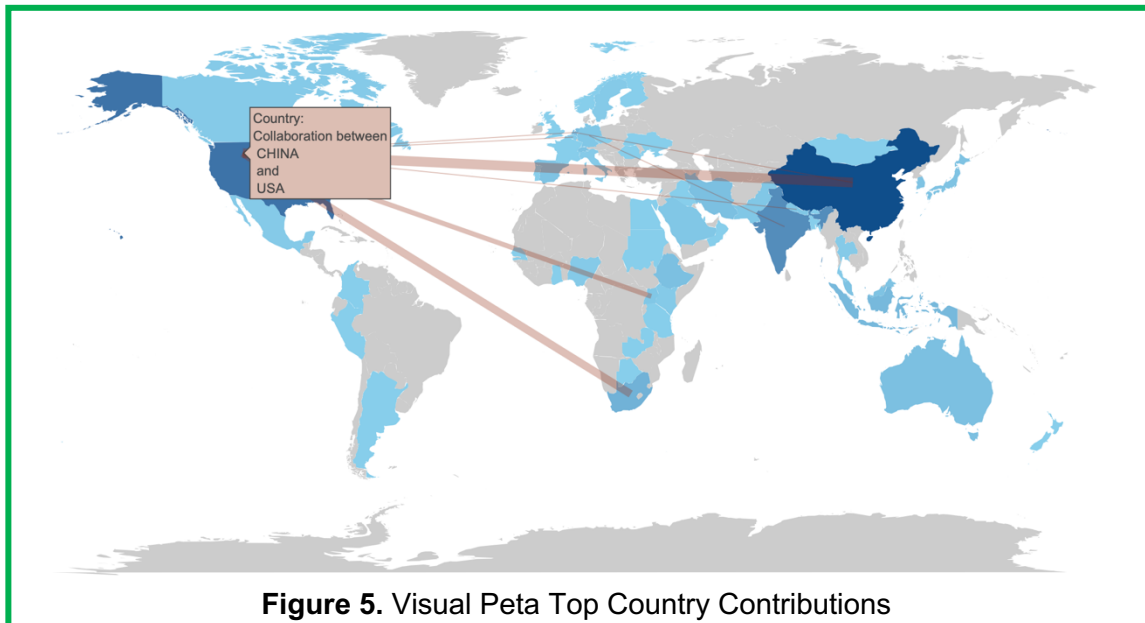 Country:
Collaboration between
CHINA
and
USA
Figure 5. Visual Peta Top Country Contributions